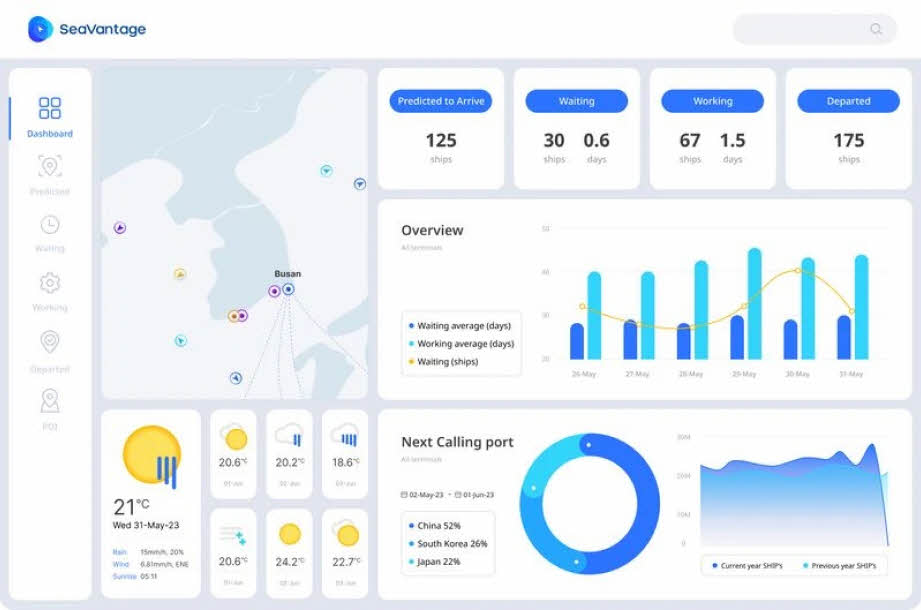 SeaVantage
Dashboard
Predicted
Waiting
Working
Departed
POI
Busan
Predicted to Arrive
125
ships
Waiting
30 0.6
ships days
Working
67 1.5
ships days
Departed
175
ships
Overview
All terminals
Waiting average (days)
Working average (days)
Waiting (ships)
50
40
30
20
26-May 27-May 28-May 29-May 30-May 31-May
21°C
Wed 31-May-23
Rain 15mm/h, 20%
Wind 6.81mm/h, ENE
Sunrise 05:11
20.6°C
20.2°C
18.6°C
20.6°C
24.2°C
22.7°C
Next Calling port
All terminals
02-May-23 - 01-Jun-23
China 52%
South Korea 26%
Japan 22%
30M
20M
10M
0
Current year SHIP's Previous year SHIP's